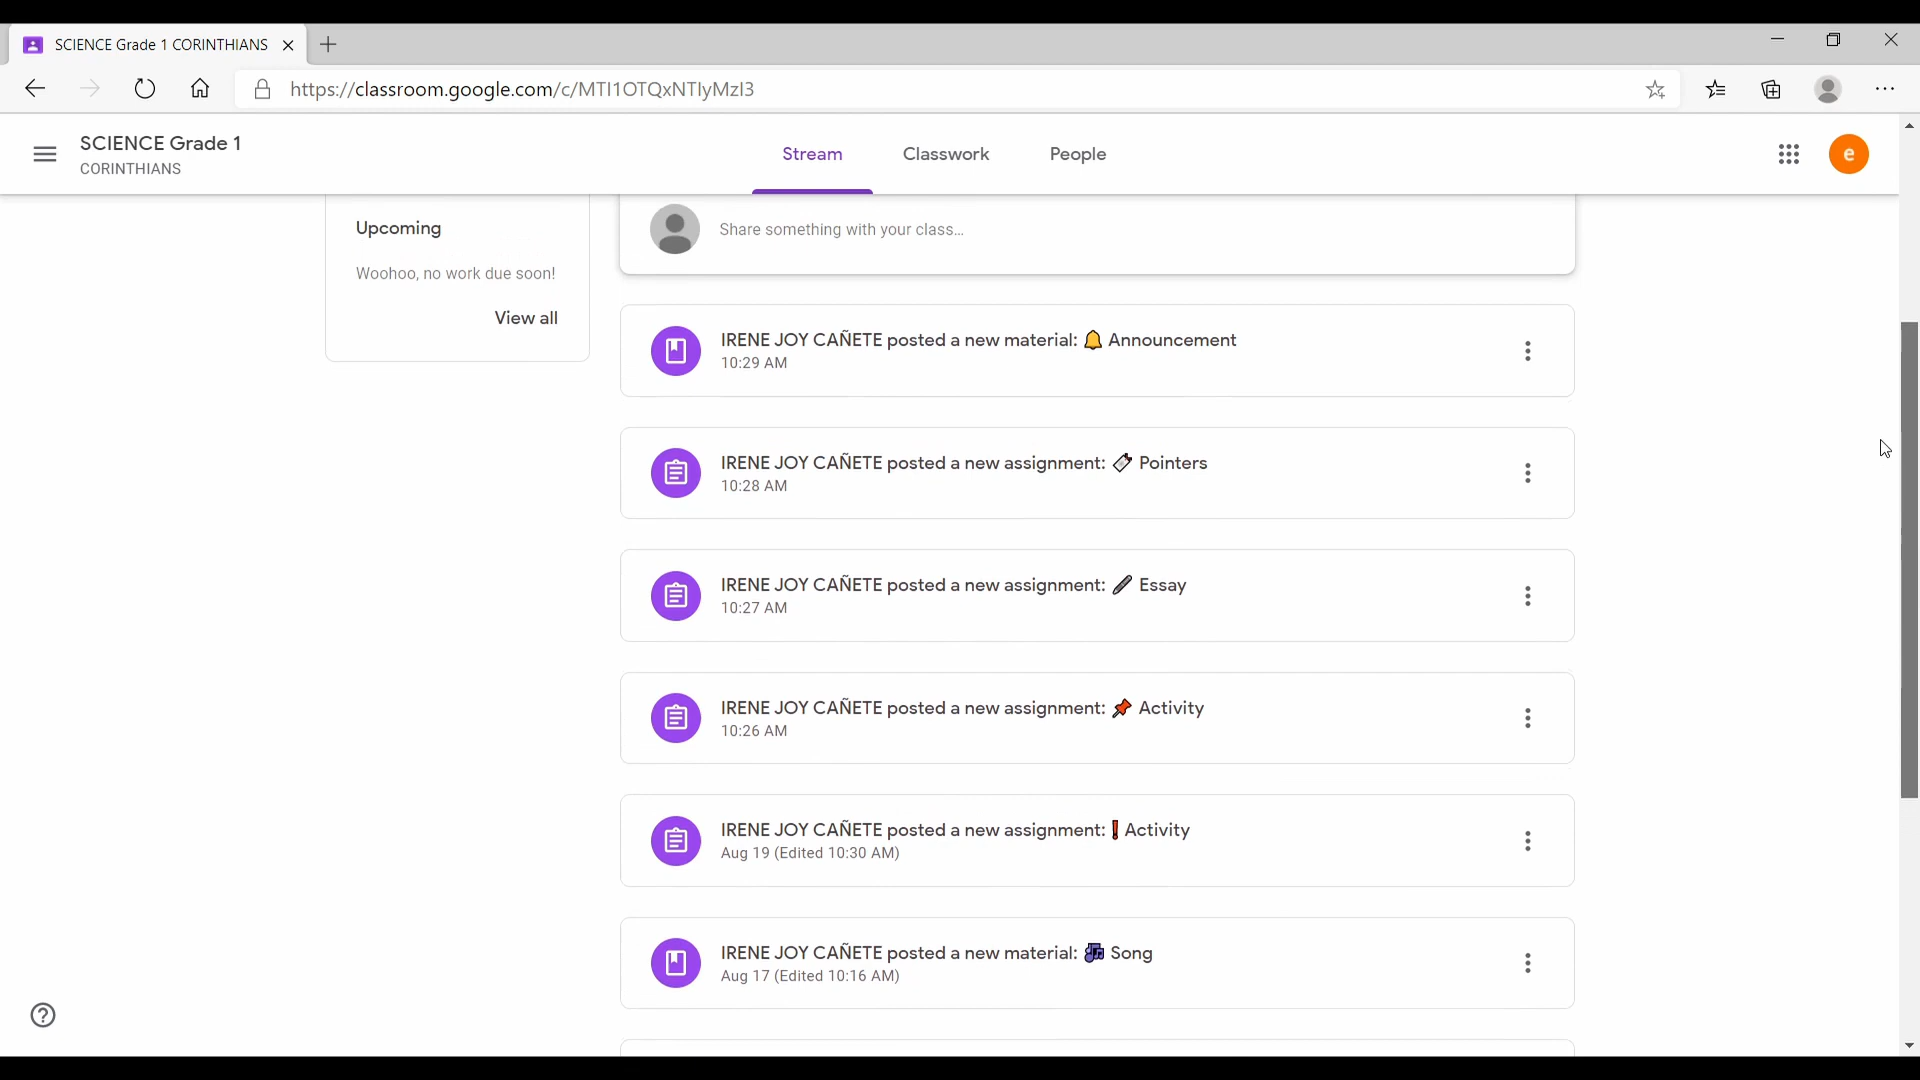 SCIENCE Grade 1 CORINTHIANS
https://classroom.google.com/c/MTI1OTQxNTIyMzI3
SCIENCE Grade 1
CORINTHIANS
Stream
Classwork
People
e
Upcoming
Woohoo, no work due soon!
View all
Share something with your class...
IRENE JOY CAÑETE posted a new material: 🔔 Announcement
10:29 AM
IRENE JOY CAÑETE posted a new assignment: Pointers
10:28 AM
IRENE JOY CAÑETE posted a new assignment: Essay
10:27 AM
IRENE JOY CAÑETE posted a new assignment: 📌 Activity
10:26 AM
IRENE JOY CAÑETE posted a new assignment: ❗ Activity
Aug 19 (Edited 10:30 AM)
IRENE JOY CAÑETE posted a new material: Song
Aug 17 (Edited 10:16 AM)